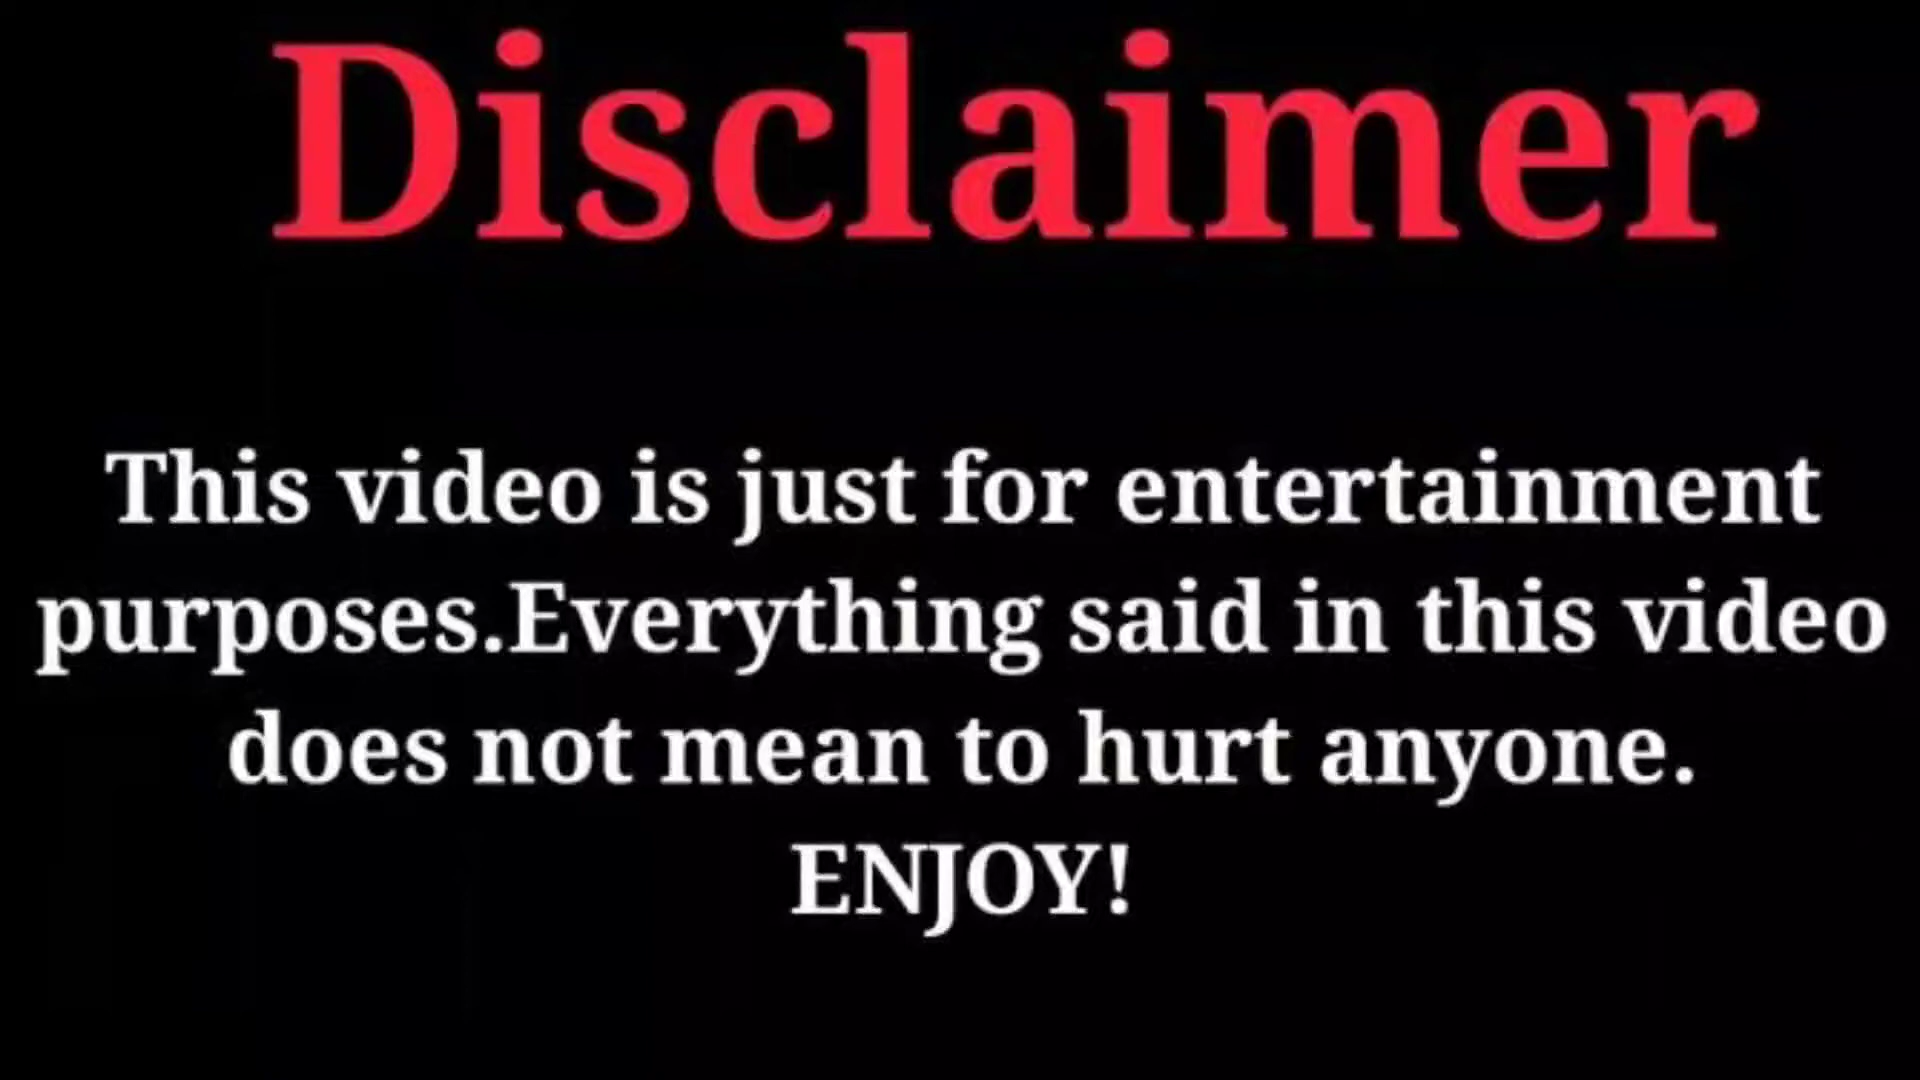 Disclaimer
This video is just for entertainment
purposes.Everything said in this video
does not mean to hurt anyone.
ENJOY!